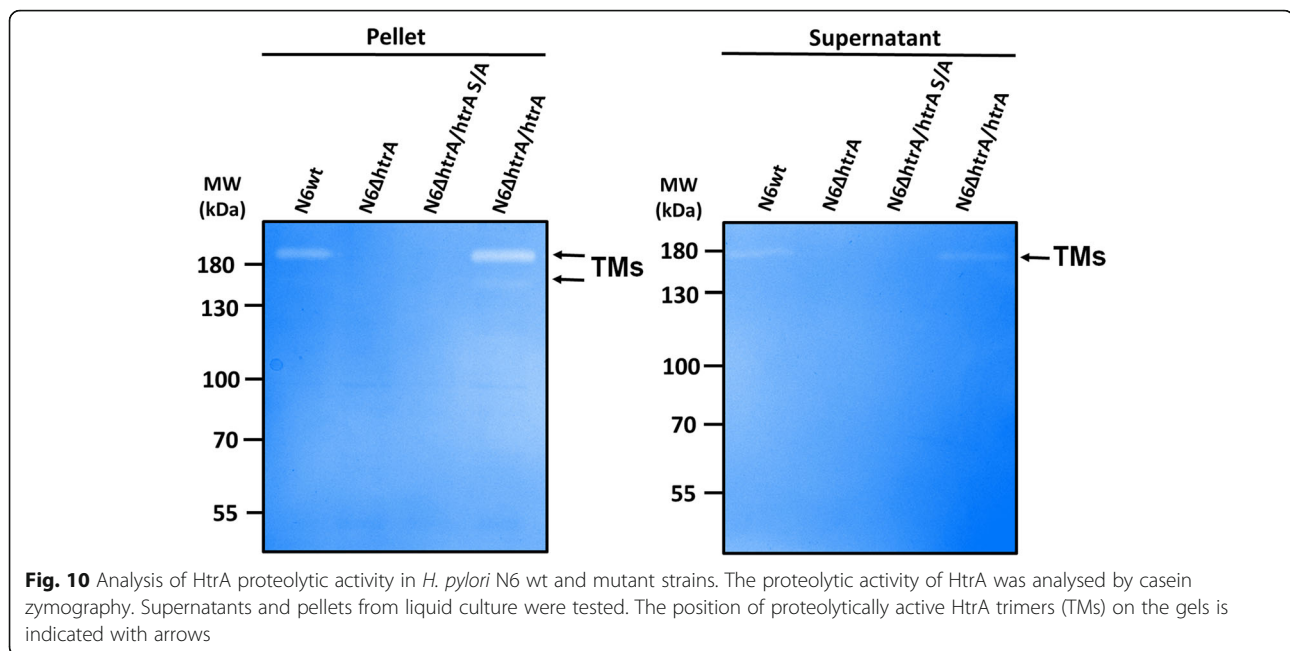 Pellet
N6wt
N6ΔhtrA
N6ΔhtrA/htrA S/A
N6ΔhtrA/htrA
MW
(kDa)
180
130
100
70
55
TMs
Supernatant
N6wt
N6ΔhtrA
N6ΔhtrA/htrA S/A
N6ΔhtrA/htrA
MW
(kDa)
180
130
100
70
55
TMs
Fig. 10 Analysis of HtrA proteolytic activity in H. pylori N6 wt and mutant strains. The proteolytic activity of HtrA was analysed by casein
zymography. Supernatants and pellets from liquid culture were tested. The position of proteolytically active HtrA trimers (TMs) on the gels is
indicated with arrows